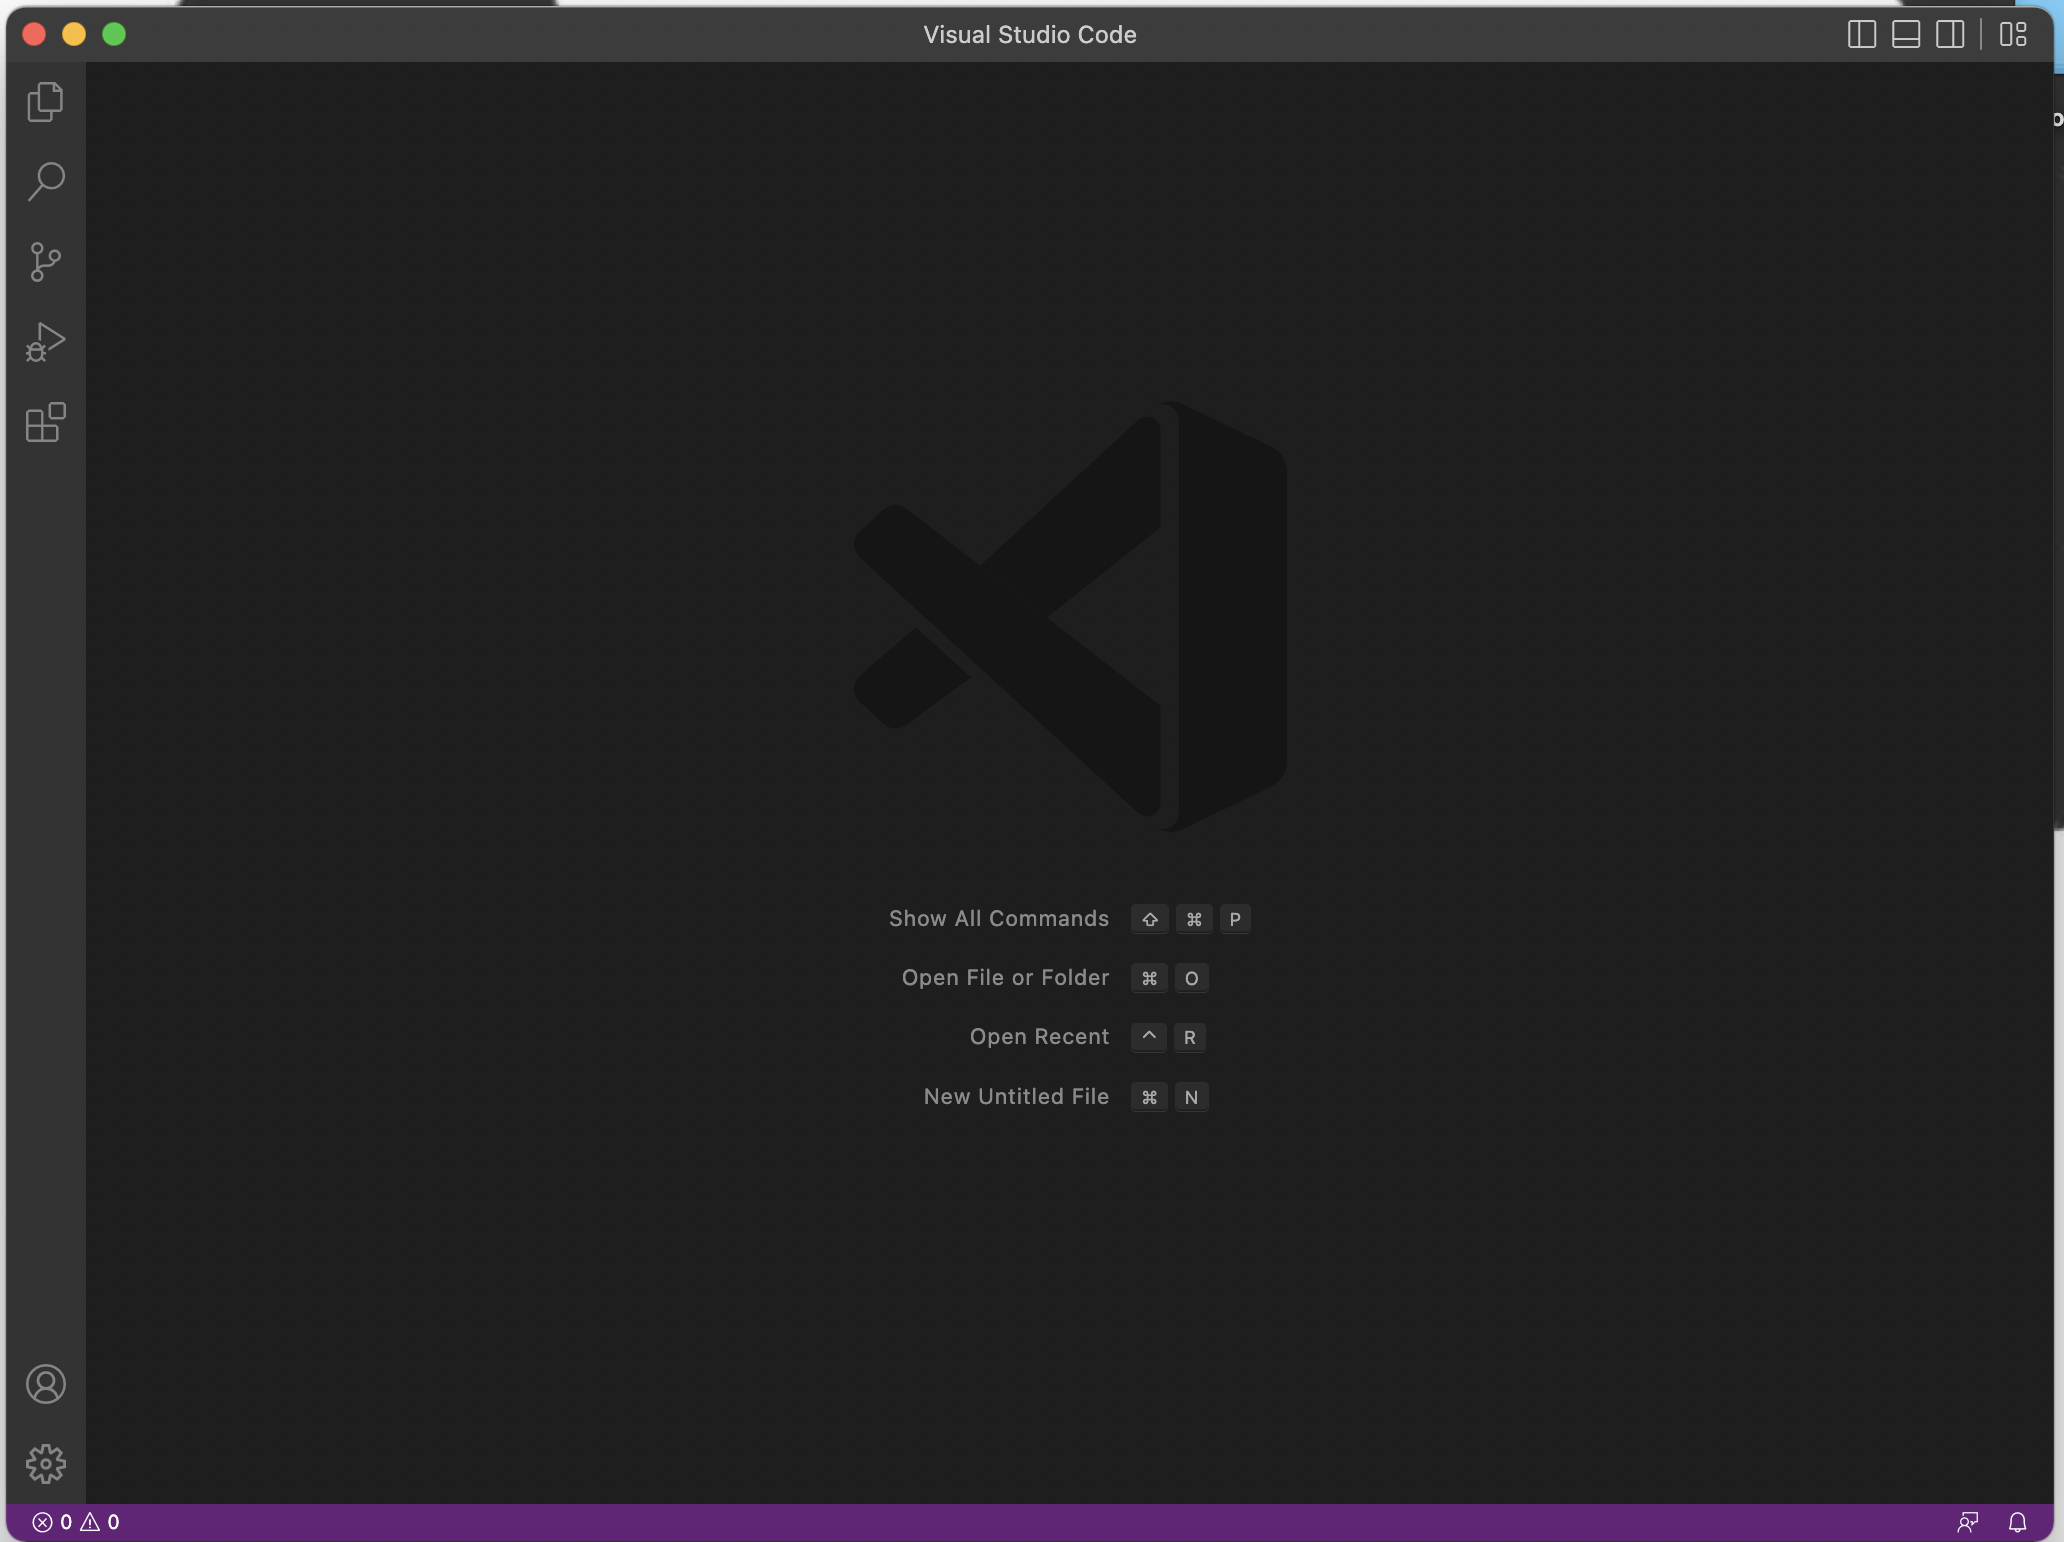 Visual Studio Code
Show All Commands ⇧ ⌘ P
Open File or Folder ⌘ O
Open Recent ^ R
New Untitled File ⌘ N
0 0